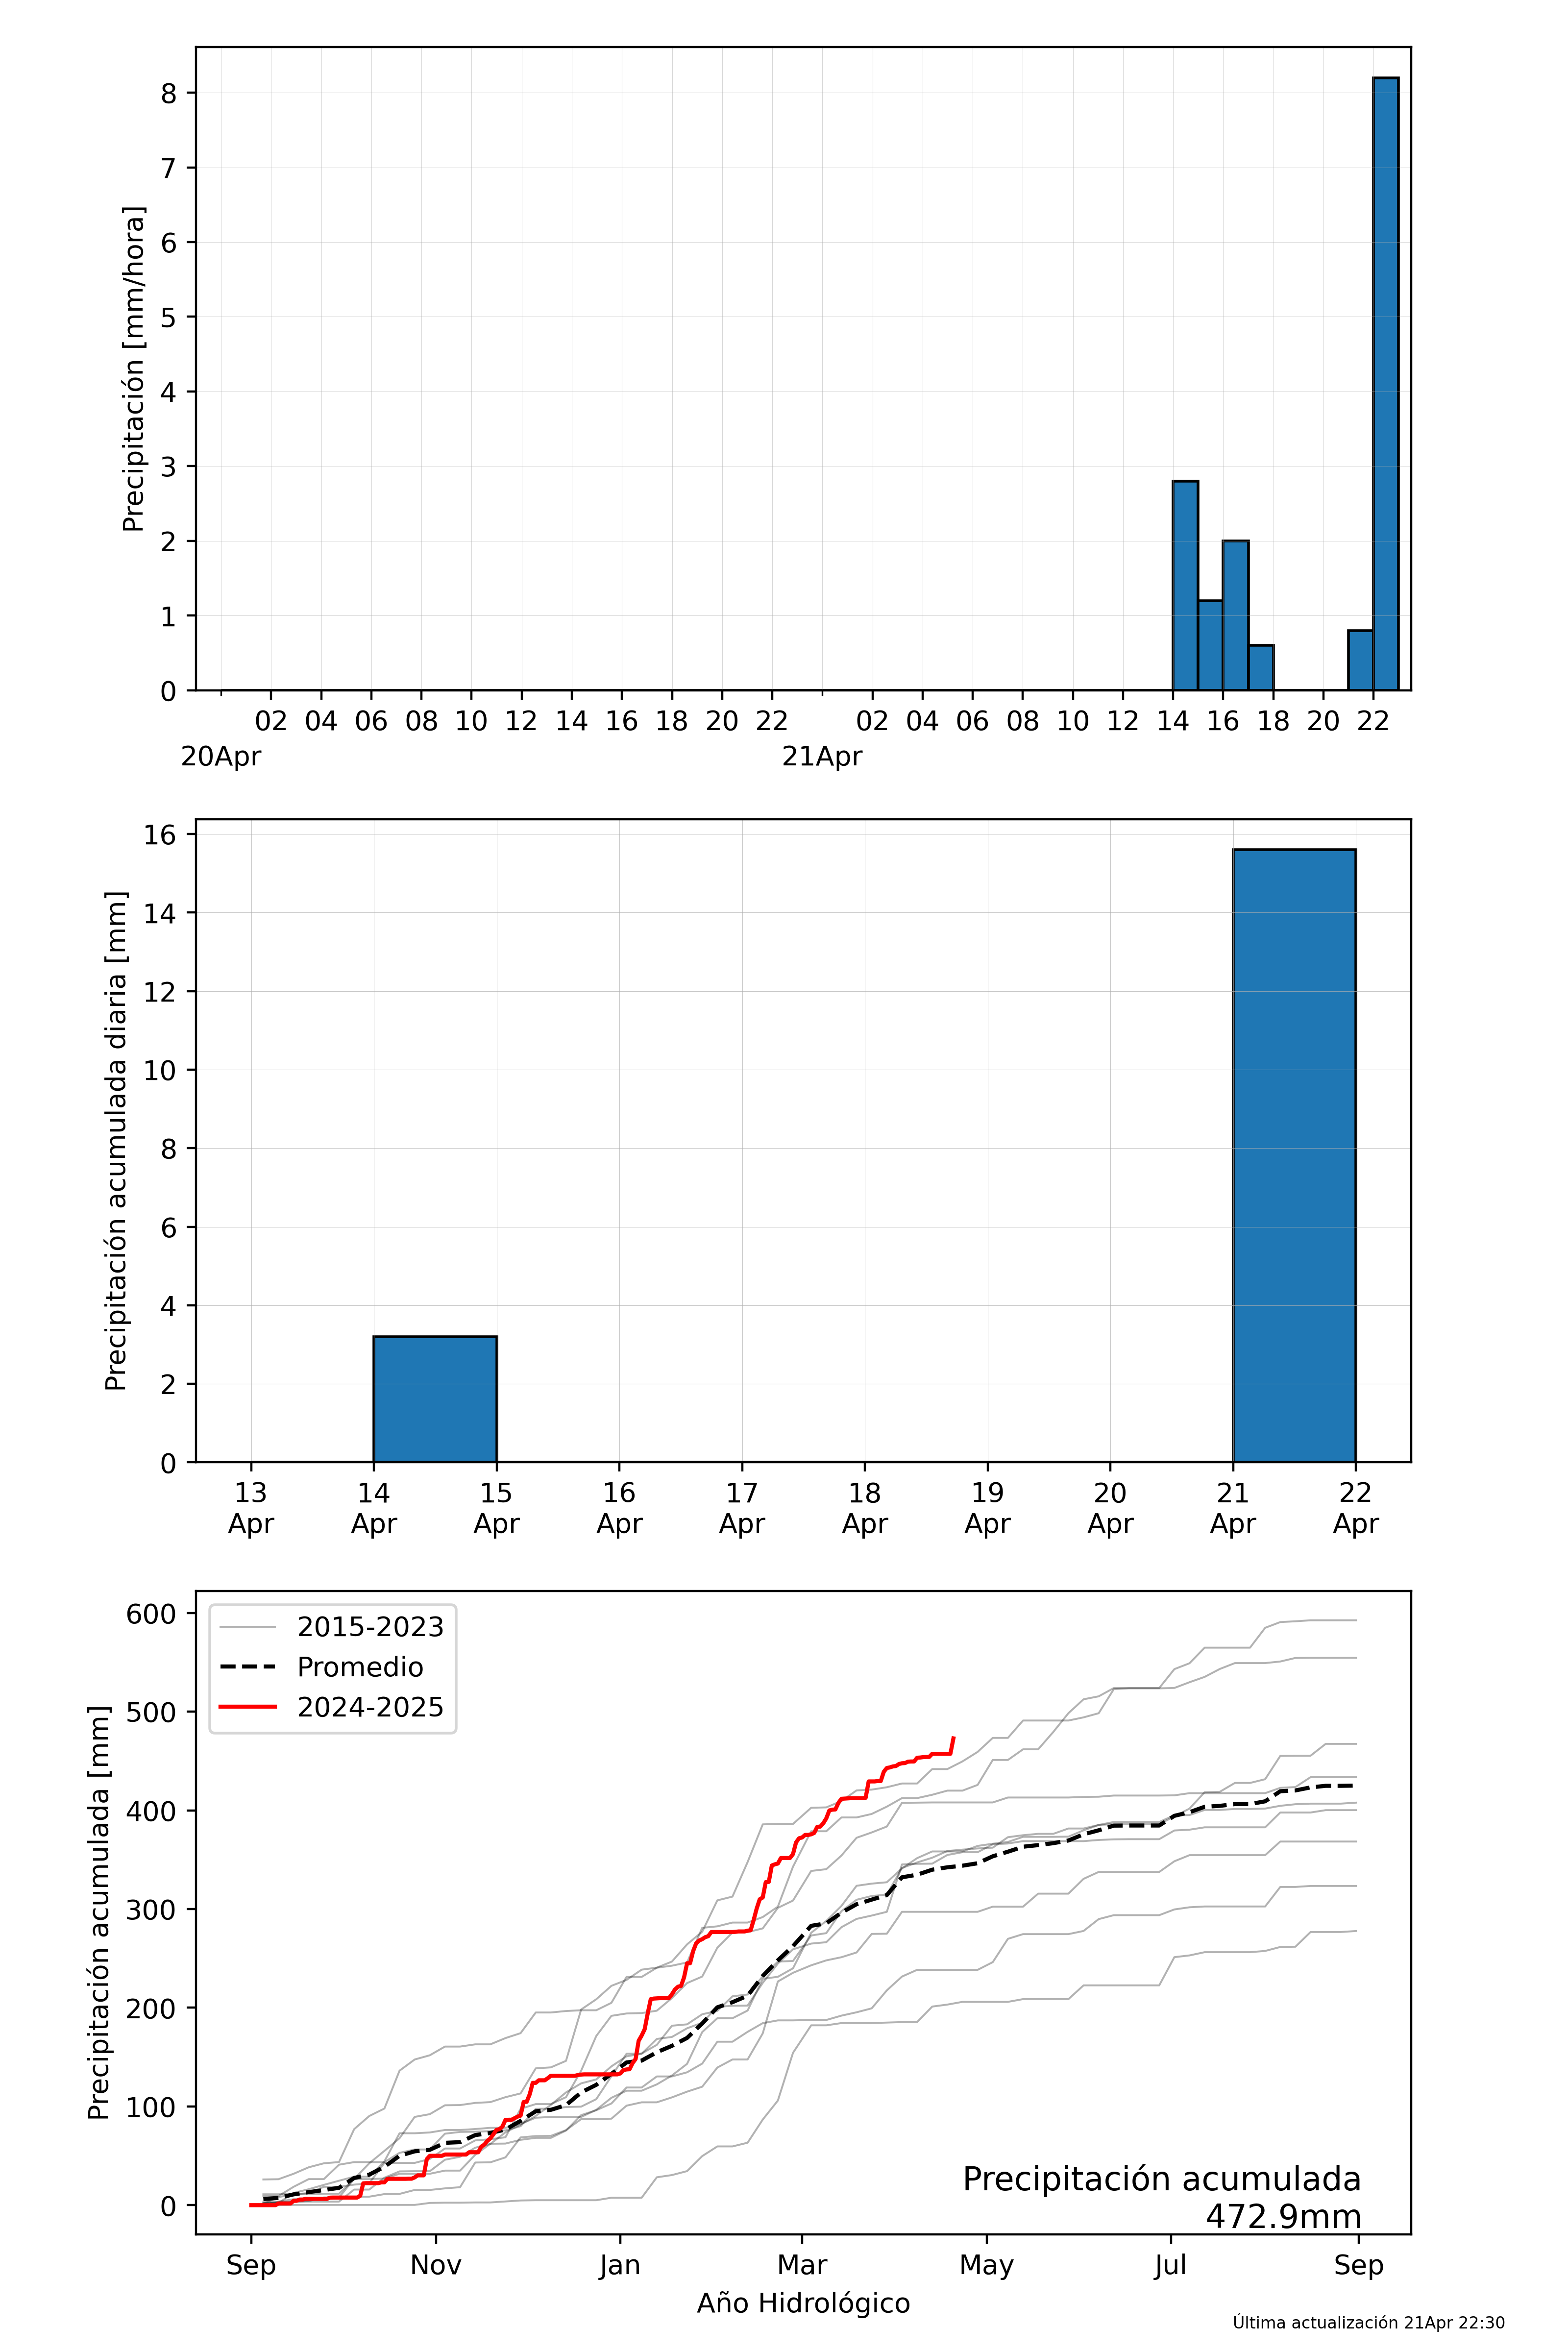 Precipitación [mm/hora]
8
7
6
5
4
3
2
1
0
02 04 06 08 10 12 14 16 18 20 22 02 04 06 08 10 12 14 16 18 20 22
20Apr 21Apr
Precipitación acumulada diaria [mm]
16
14
12
10
8
6
4
2
0
13 14 15 16 17 18 19 20 21 22
Apr Apr Apr Apr Apr Apr Apr Apr Apr Apr
Precipitación acumulada [mm]
600
500
400
300
200
100
0
2015-2023
Promedio
2024-2025
Precipitación acumulada
472.9mm
Sep Nov Jan Mar May Jul Sep
Año Hidrológico
Última actualización 21Apr 22:30